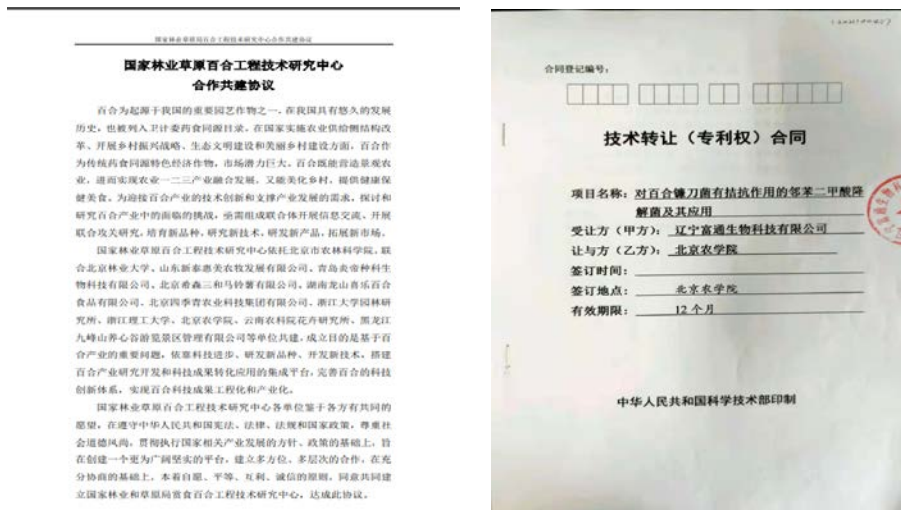 国家林业草原局百合工程技术研究中心合作共建协议
国家林业草原百合工程技术研究中心
合作共建协议
百合为起源于我国的重要园艺作物之一，在我国具有悠久的发展
历史，也被列入卫计委药食同源目录。在国家实施农业供给侧结构改
革、开展乡村振兴战略、生态文明建设和美丽乡村建设方面，百合作
为传统药食同源特色经济作物，市场潜力巨大。百合既能营造景观农
业，进而实现农业一二三产业融合发展，又能美化乡村，提供健康保
健美食。为迎接百合产业的技术创新和支撑产业发展的需求，探讨和
研究百合产业中的面临的挑战，亟需组成联合体开展信息交流、开展
联合攻关研究，培育新品种，研究新技术，研发新产品，拓展新市场。
国家林业草原百合工程技术研究中心依托北京市农林科学院，联
合北京林业大学、山东新泰惠美农牧发展有限公司、青岛炎帝种科生
物科技有限公司、北京希森三和马铃薯有限公司、湖南龙山喜乐百合
食品有限公司、北京四季青农业科技集团有限公司、浙江大学园林研
究所、浙江理工大学、北京农学院、云南农科院花卉研究所、黑龙江
九峰山养心谷游览景区管理有限公司等单位共建，成立目的是基于百
合产业的重要问题，依靠科技进步、研发新品种、开发新技术，搭建
百合产业研究开发和科技成果转化应用的集成平台，完善百合的科技
创新体系，实现百合科技成果工程化和产业化。
国家林业草原百合工程技术研究中心各单位鉴于各方有共同的
愿望，在遵守中华人民共和国宪法、法律、法规和国家政策，尊重社
会道德风尚，贯彻执行国家相关产业发展的方针、政策的基础上，旨
在创建一个更为广阔坚实的平台，建立多方位、多层次的合作，在充
分协商的基础上，本着自愿、平等、互利、诚信的原则，同意共同建
立国家林业和草原局赏食百合工程技术研究中心，达成此协议。
合同登记编号：
技术转让（专利权）合同
项目名称：对百合镰刀菌有拮抗作用的邻苯二甲酸降
解菌及其应用
受让方（甲方）：辽宁富通生物科技有限公司
让与方（乙方）：北京农学院
签订时间：
签订地点：北京农学院
有效期限：12个月
中华人民共和国科学技术部印制